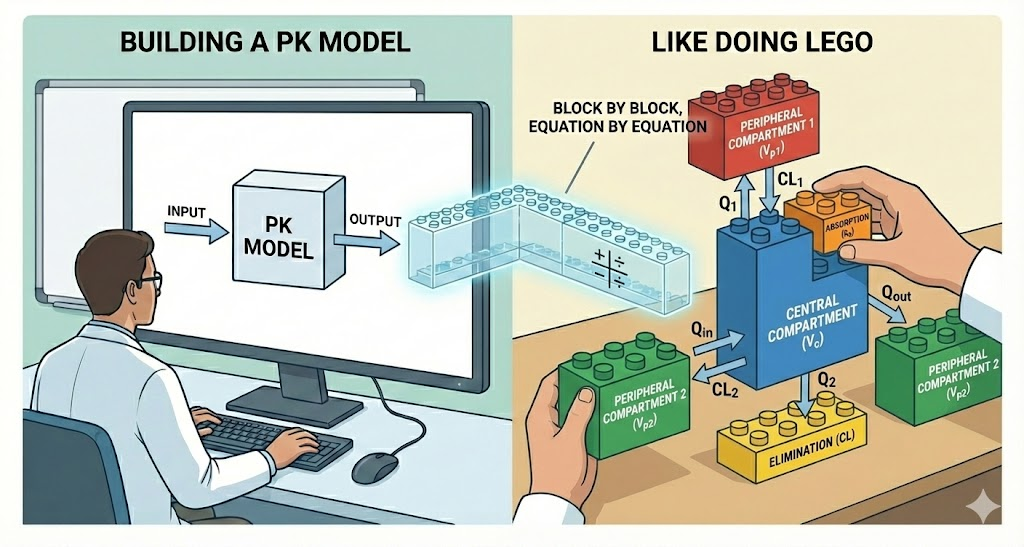 BUILDING A PK MODEL
INPUT
PK
MODEL
OUTPUT
LIKE DOING LEGO
BLOCK BY BLOCK,
EQUATION BY EQUATION
+ ÷
− ÷
PERIPHERAL
COMPARTMENT 1
(Vp1)
Q1
CL1
ABSORPTION
CENTRAL
COMPARTMENT
(Vc)
Qin
CL2
Qout
Q2
PERIPHERAL
COMPARTMENT 2
(Vp2)
PERIPHERAL
COMPARTMENT 2
(Vp2)
ELIMINATION (CL)